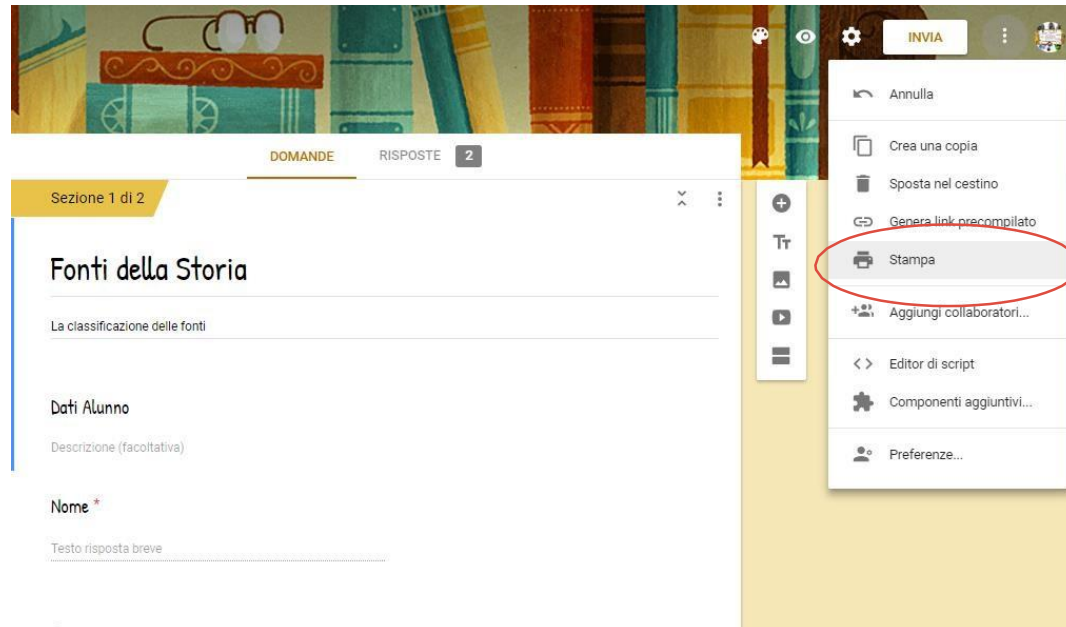 INVIA
Annulla
Crea una copia
Sposta nel cestino
Genera link precompilato
Stampa
Aggiungi collaboratori...
Editor di script
Componenti aggiuntivi...
Preferenze...
DOMANDE
RISPOSTE 2
Sezione 1 di 2
Fonti della Storia
La classificazione delle fonti
Dati Alunno
Descrizione (facoltativa)
Nome *
Testo risposta breve
Tт